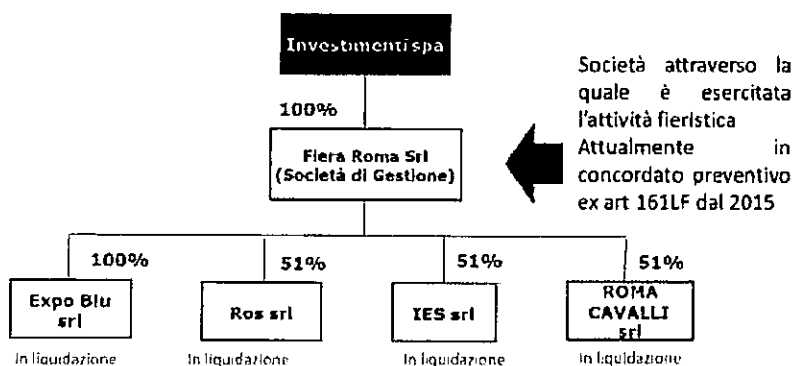 Investimenti spa
Società attraverso la
quale è esercitata
l'attività fieristica
Attualmente in
concordato preventivo
ex art 161LF dal 2015
100%
Fiera Roma Srl
(Società di Gestione)
100%
51%
51%
51%
Expo Blu
srl
Ros srl
IES srl
ROMA
CAVALLI
srl
In liquidazione
In liquidazione
In liquidazione
In liquidazione